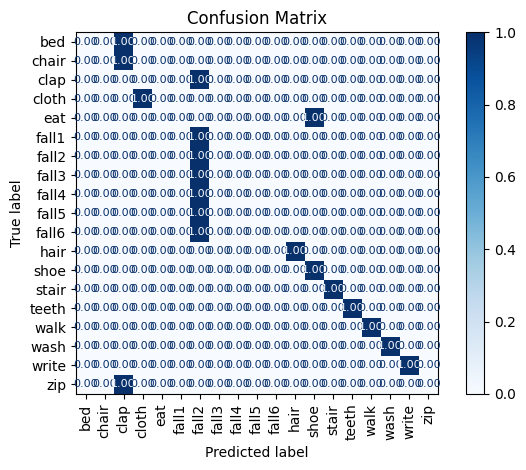 Confusion Matrix
bed 0.00 0.00 1.00 0.00 0.00 0.00 0.00 0.00 0.00 0.00 0.00 0.00 0.00 0.00 0.00 0.00 0.00 0.00 0.00
chair 0.00 0.00 1.00 0.00 0.00 0.00 0.00 0.00 0.00 0.00 0.00 0.00 0.00 0.00 0.00 0.00 0.00 0.00 0.00
clap 0.00 0.00 0.00 0.00 0.00 0.00 1.00 0.00 0.00 0.00 0.00 0.00 0.00 0.00 0.00 0.00 0.00 0.00 0.00
cloth 0.00 0.00 0.00 1.00 0.00 0.00 0.00 0.00 0.00 0.00 0.00 0.00 0.00 0.00 0.00 0.00 0.00 0.00 0.00
eat 0.00 0.00 0.00 0.00 0.00 0.00 0.00 0.00 0.00 0.00 0.00 0.00 1.00 0.00 0.00 0.00 0.00 0.00 0.00
fall1 0.00 0.00 0.00 0.00 0.00 0.00 1.00 0.00 0.00 0.00 0.00 0.00 0.00 0.00 0.00 0.00 0.00 0.00 0.00
fall2 0.00 0.00 0.00 0.00 0.00 0.00 1.00 0.00 0.00 0.00 0.00 0.00 0.00 0.00 0.00 0.00 0.00 0.00 0.00
fall3 0.00 0.00 0.00 0.00 0.00 0.00 1.00 0.00 0.00 0.00 0.00 0.00 0.00 0.00 0.00 0.00 0.00 0.00 0.00
fall4 0.00 0.00 0.00 0.00 0.00 0.00 1.00 0.00 0.00 0.00 0.00 0.00 0.00 0.00 0.00 0.00 0.00 0.00 0.00
fall5 0.00 0.00 0.00 0.00 0.00 0.00 1.00 0.00 0.00 0.00 0.00 0.00 0.00 0.00 0.00 0.00 0.00 0.00 0.00
fall6 0.00 0.00 0.00 0.00 0.00 0.00 1.00 0.00 0.00 0.00 0.00 0.00 0.00 0.00 0.00 0.00 0.00 0.00 0.00
hair 0.00 0.00 0.00 0.00 0.00 0.00 0.00 0.00 0.00 0.00 0.00 1.00 0.00 0.00 0.00 0.00 0.00 0.00 0.00
shoe 0.00 0.00 0.00 0.00 0.00 0.00 0.00 0.00 0.00 0.00 0.00 0.00 1.00 0.00 0.00 0.00 0.00 0.00 0.00
stair 0.00 0.00 0.00 0.00 0.00 0.00 0.00 0.00 0.00 0.00 0.00 0.00 0.00 1.00 0.00 0.00 0.00 0.00 0.00
teeth 0.00 0.00 0.00 0.00 0.00 0.00 0.00 0.00 0.00 0.00 0.00 0.00 0.00 0.00 1.00 0.00 0.00 0.00 0.00
walk 0.00 0.00 0.00 0.00 0.00 0.00 0.00 0.00 0.00 0.00 0.00 0.00 0.00 0.00 0.00 1.00 0.00 0.00 0.00
wash 0.00 0.00 0.00 0.00 0.00 0.00 0.00 0.00 0.00 0.00 0.00 0.00 0.00 0.00 0.00 0.00 1.00 0.00 0.00
write 0.00 0.00 0.00 0.00 0.00 0.00 0.00 0.00 0.00 0.00 0.00 0.00 0.00 0.00 0.00 0.00 0.00 1.00 0.00
zip 0.00 0.00 1.00 0.00 0.00 0.00 0.00 0.00 0.00 0.00 0.00 0.00 0.00 0.00 0.00 0.00 0.00 0.00 0.00
bed chair clap cloth eat fall1 fall2 fall3 fall4 fall5 fall6 hair shoe stair teeth walk wash write zip
Predicted label
True label
1.0
0.8
0.6
0.4
0.2
0.0